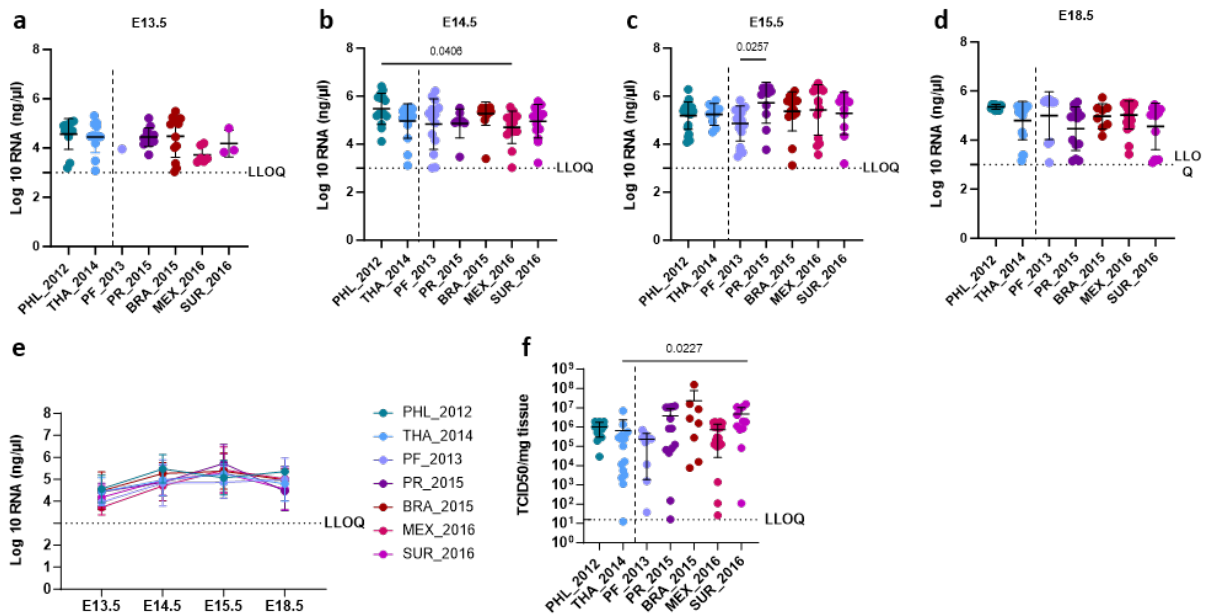 a
E13.5
Log 10 RNA (ng/µl)
8
6
4
2
0
LLOQ
PHL_2012
THA_2014
PF_2013
PR_2015
BRA_2015
MEX_2016
SUR_2016
b
E14.5
0.0406
Log 10 RNA (ng/µl)
8
6
4
2
0
LLOQ
PHL_2012
THA_2014
PF_2013
PR_2015
BRA_2015
MEX_2016
SUR_2016
c
E15.5
0.0257
Log 10 RNA (ng/µl)
8
6
4
2
0
LLOQ
PHL_2012
THA_2014
PF_2013
PR_2015
BRA_2015
MEX_2016
SUR_2016
d
E18.5
Log 10 RNA (ng/µl)
8
6
4
2
0
LLO
Q
PHL_2012
THA_2014
PF_2013
PR_2015
BRA_2015
MEX_2016
SUR_2016
e
Log 10 RNA (ng/µl)
8
7
6
5
4
3
2
1
0
LLOQ
E13.5
E14.5
E15.5
E18.5
PHL_2012
THA_2014
PF_2013
PR_2015
BRA_2015
MEX_2016
SUR_2016
f
0.0227
TCID50/mg tissue
10⁹
10⁸
10⁷
10⁶
10⁵
10⁴
10³
10²
10¹
10⁰
LLOQ
PHL_2012
THA_2014
PF_2013
PR_2015
BRA_2015
MEX_2016
SUR_2016